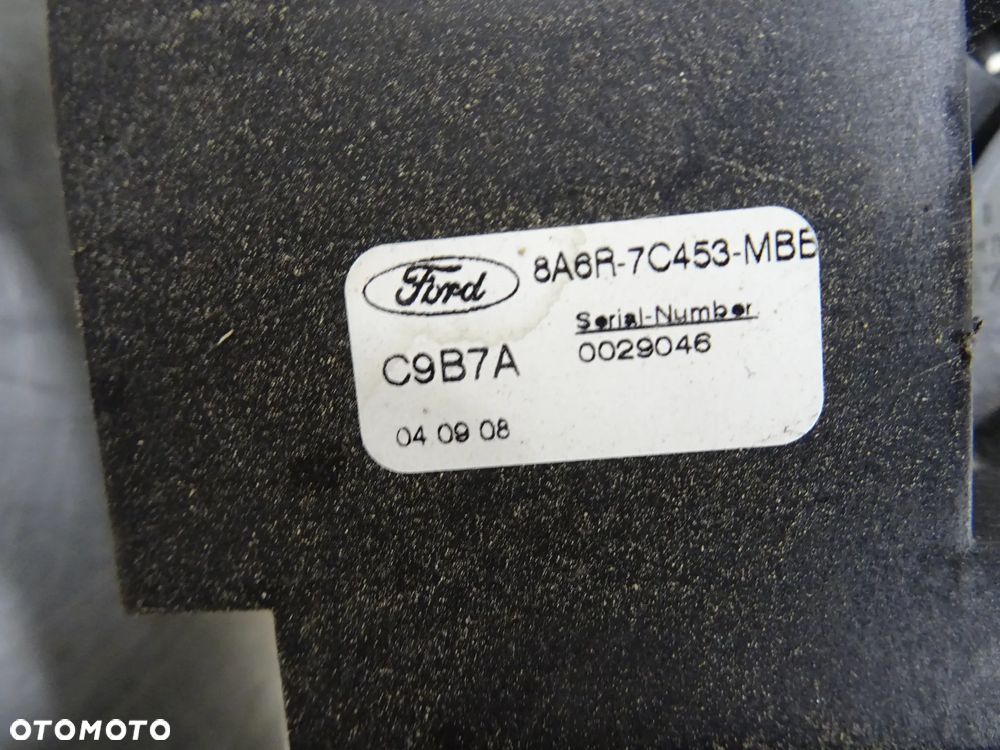 Ford 8A6R-7C453-MBB
Serial-Number
0029046
C9B7A
04 09 08
OTOMOTO